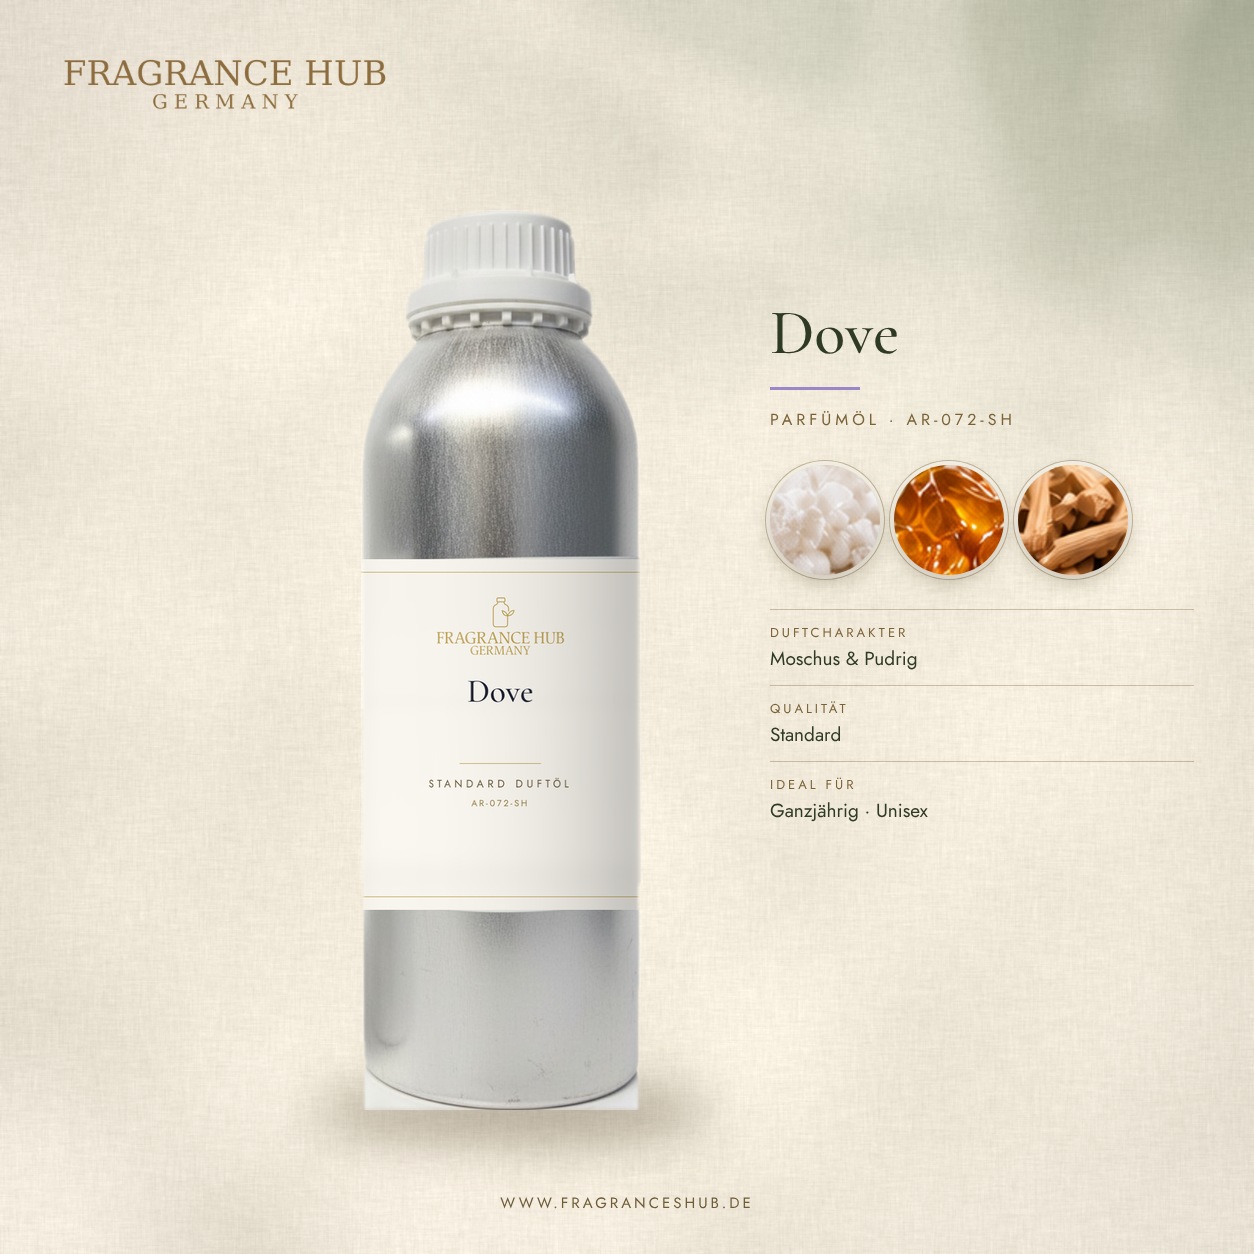 FRAGRANCE HUB
GERMANY
FRAGRANCE HUB
GERMANY
Dove
STANDARD DUFTÖL
AR-072-SH
Dove
PARFÜMÖL · AR-072-SH
DUFTCHARAKTER
Moschus & Pudrig
QUALITÄT
Standard
IDEAL FÜR
Ganzjährig · Unisex
WWW.FRAGRANCESHUB.DE